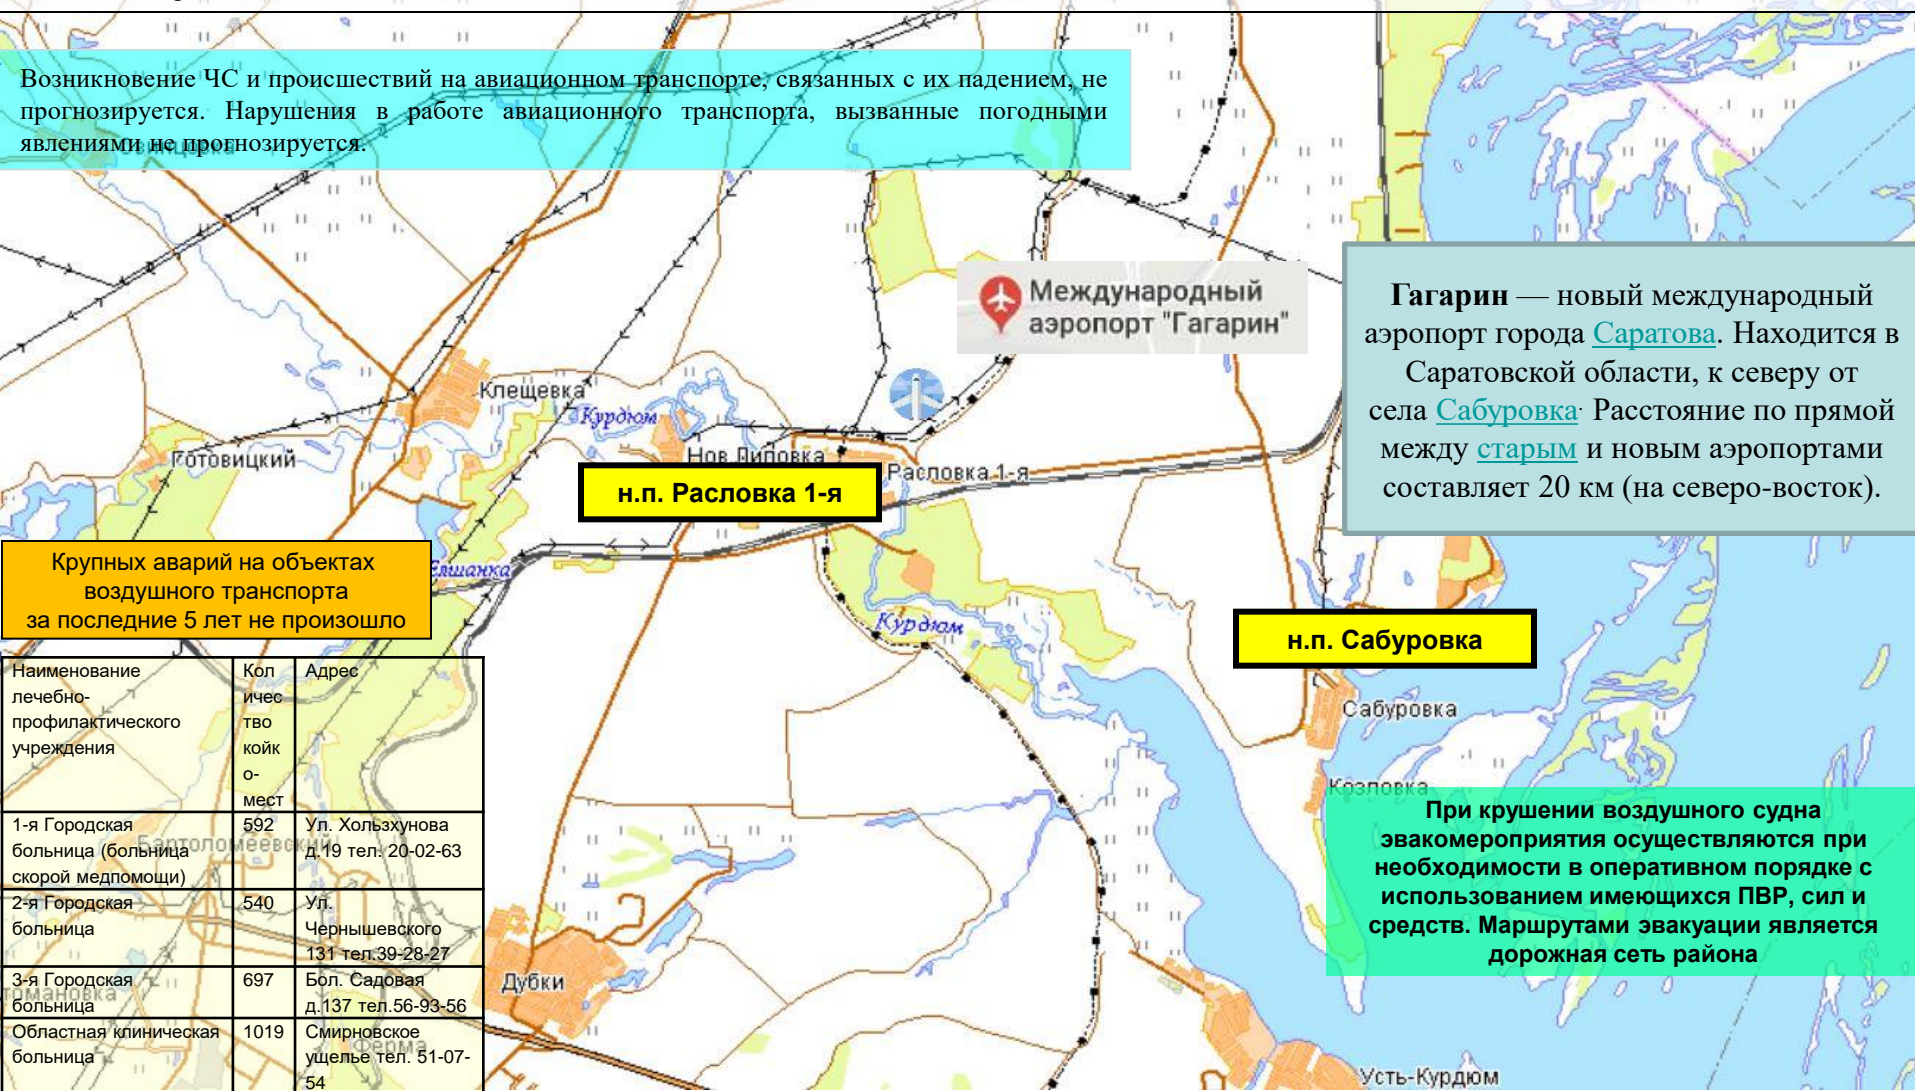 Возникновение ЧС и происшествий на авиационном транспорте, связанных с их падением, не
прогнозируется. Нарушения в работе авиационного транспорта, вызванные погодными
явлениями не прогнозируется.
Международный
аэропорт "Гагарин"
Гагарин — новый международный
аэропорт города Саратова. Находится в
Саратовской области, к северу от
села Сабуровка. Расстояние по прямой
между старым и новым аэропортами
составляет 20 км (на северо-восток).
Клещевка
Курдюм
Готовицкий
Нов.Липовка
Расловка 1-я
н.п. Расловка 1-я
Елшанка
Крупных аварий на объектах
воздушного транспорта
за последние 5 лет не произошло
Курдюм
н.п. Сабуровка
Сабуровка
Козловка
При крушении воздушного судна
эвакомероприятия осуществляются при
необходимости в оперативном порядке с
использованием имеющихся ПВР, сил и
средств. Маршрутами эвакуации является
дорожная сеть района
Наименование
лечебно-
профилактического
учреждения
Кол
ичес
тво
койк
о-
мест
Адрес
1-я Городская
больница (больница
скорой медпомощи)
592
Ул. Хользхунова
д.19 тел. 20-02-63
2-я Городская
больница
540
Ул.
Чернышевского
131 тел.39-28-27
3-я Городская
больница
697
Бол. Садовая
д.137 тел.56-93-56
Областная клиническая
больница
1019
Смирновское
ущелье тел. 51-07-
54
Ферма
Дубки
Усть-Курдюм